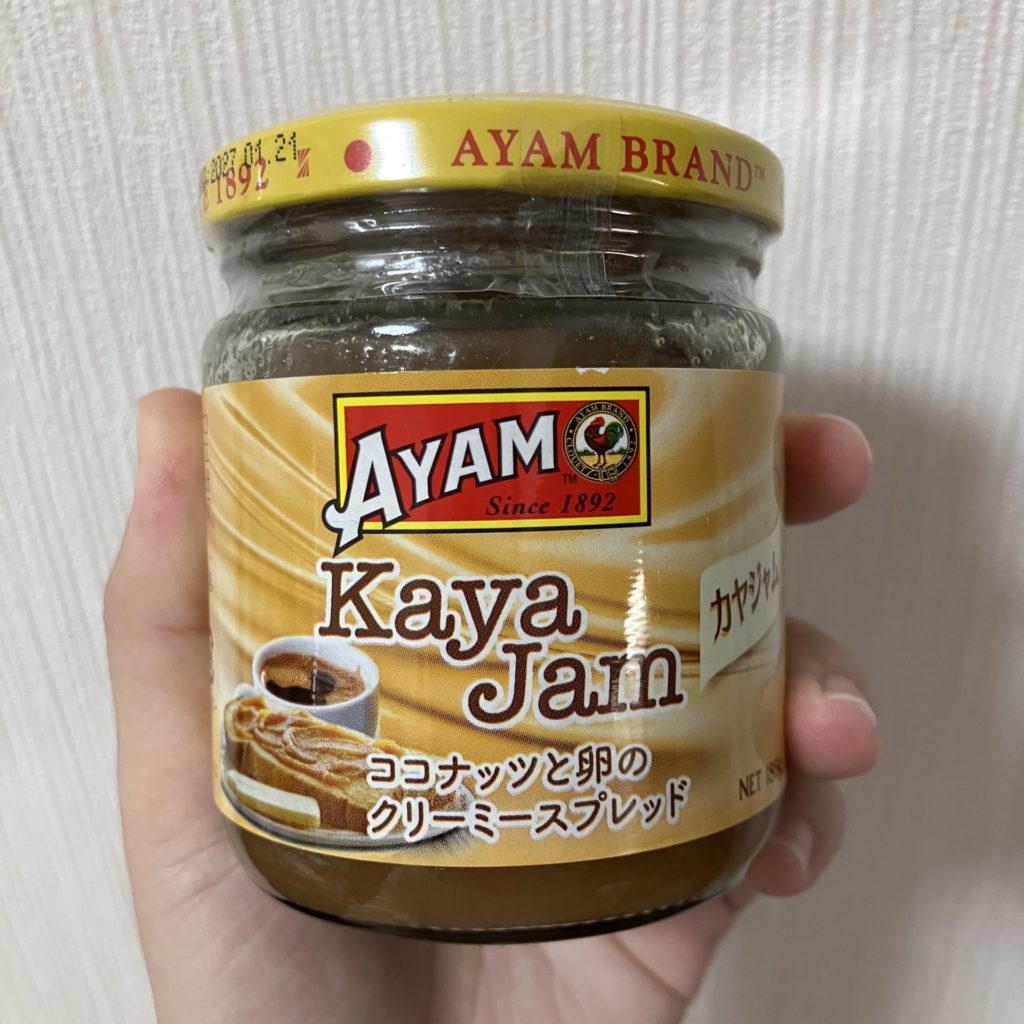 2027.01.21
1892
AYAM BRAND™
AYAM™
AYAM BRAND
Since 1892
Kaya
Jam
カヤジャム
ココナッツと卵の
クリーミースプレッド
NET